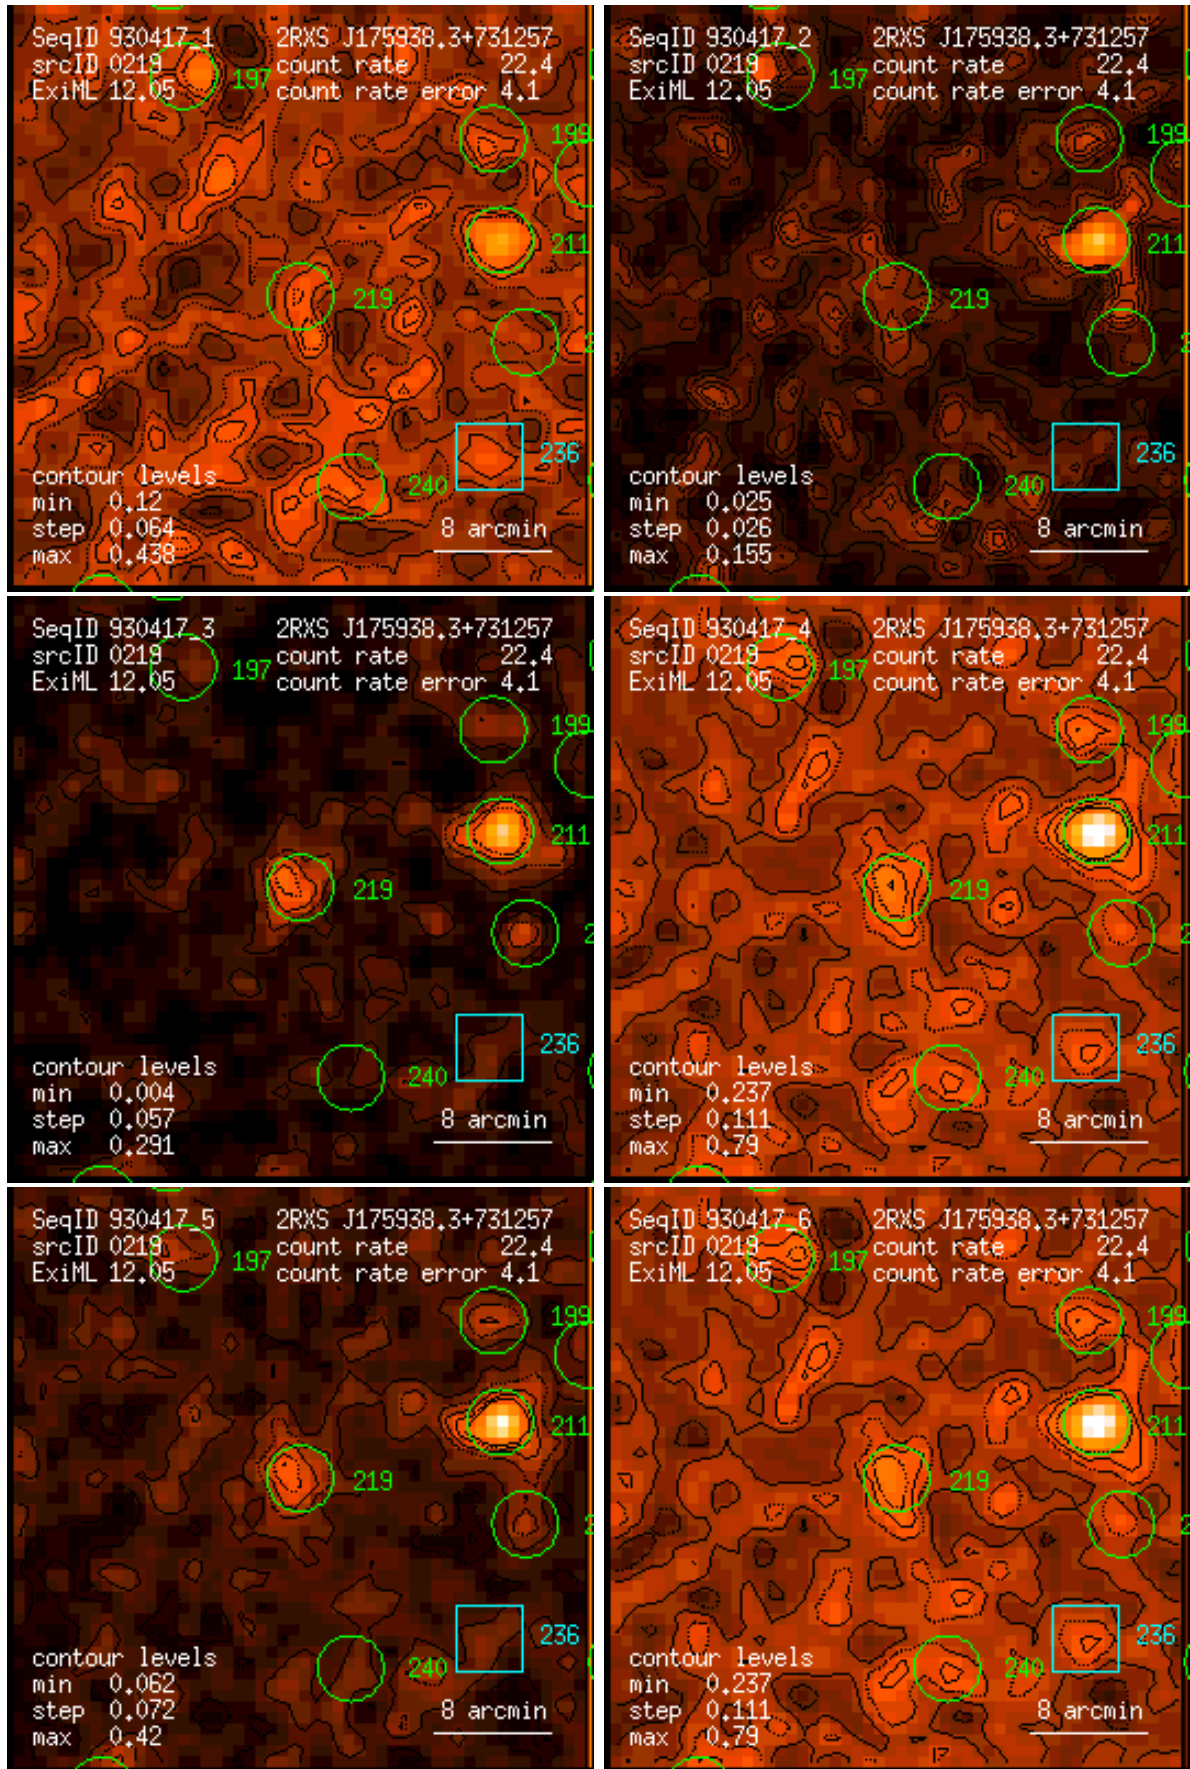 SeqID 930417_1 2RXS J175938.3+731257
srcID 0219 197 count rate 22.4
ExiML 12.05 count rate error 4.1
199
211
219
2
236
240
contour levels
min 0.12
step 0.064
max 0.438
8 arcmin
SeqID 930417_2 2RXS J175938.3+731257
srcID 0219 197 count rate 22.4
ExiML 12.05 count rate error 4.1
199
211
219
236
240
contour levels
min 0.025
step 0.026
max 0.155
8 arcmin
SeqID 930417_3 2RXS J175938.3+731257
srcID 0219 197 count rate 22.4
ExiML 12.05 count rate error 4.1
199
211
219
2
236
240
contour levels
min 0.004
step 0.057
max 0.291
8 arcmin
SeqID 930417_4 2RXS J175938.3+731257
srcID 0219 197 count rate 22.4
ExiML 12.05 count rate error 4.1
199
211
219
236
240
contour levels
min 0.237
step 0.111
max 0.79
8 arcmin
SeqID 930417_5 2RXS J175938.3+731257
srcID 0219 197 count rate 22.4
ExiML 12.05 count rate error 4.1
199
211
219
2
236
240
contour levels
min 0.062
step 0.072
max 0.42
8 arcmin
SeqID 930417_6 2RXS J175938.3+731257
srcID 0219 197 count rate 22.4
ExiML 12.05 count rate error 4.1
199
211
219
236
240
contour levels
min 0.237
step 0.111
max 0.79
8 arcmin